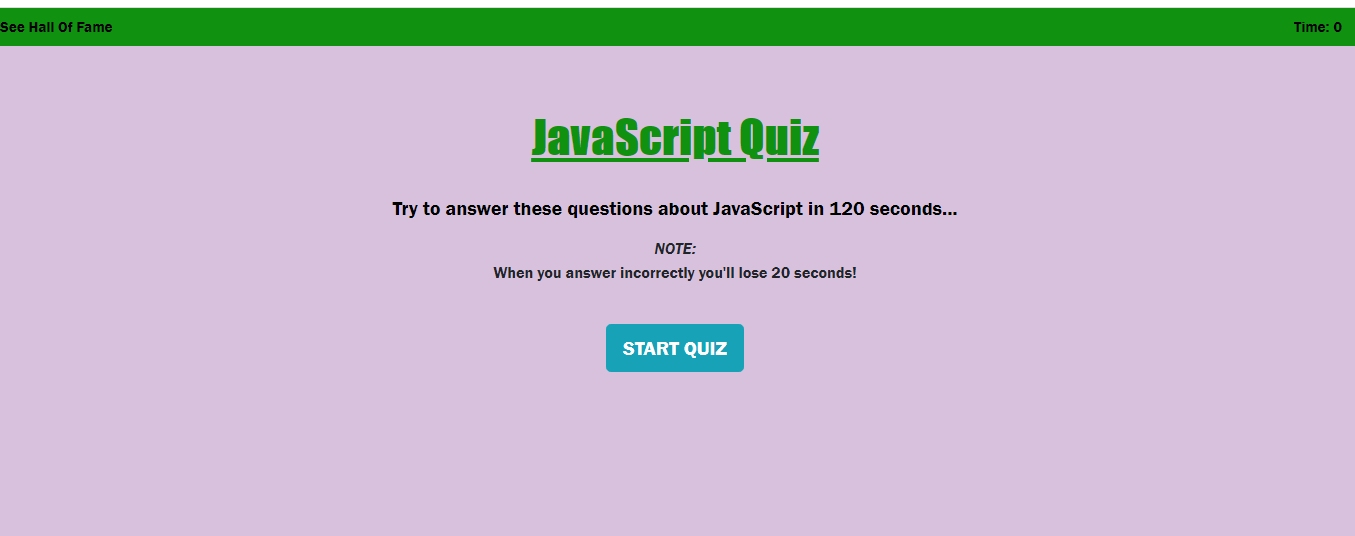 See Hall Of Fame
Time: 0
JavaScript Quiz
Try to answer these questions about JavaScript in 120 seconds...
NOTE:
When you answer incorrectly you'll lose 20 seconds!
START QUIZ